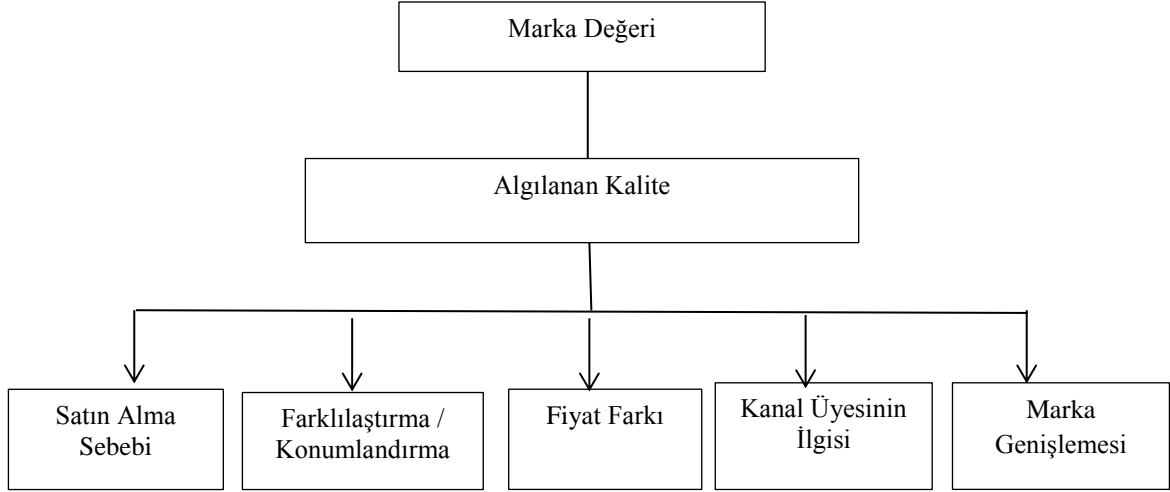 Marka Değeri
Algılanan Kalite
Satın Alma
Sebebi
Farklılaştırma /
Konumlandırma
Fiyat Farkı
Kanal Üyesinin
İlgisi
Marka
Genişlemesi